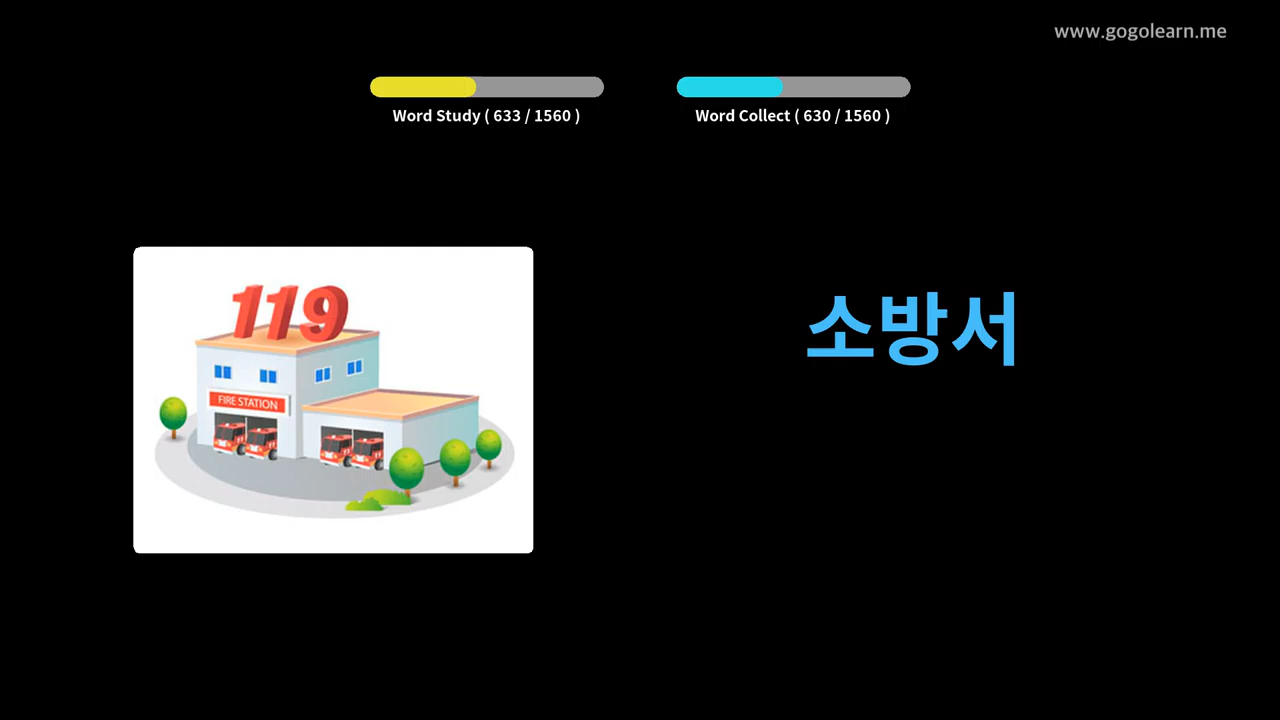 www.gogolearn.me
Word Study ( 633 / 1560 )
Word Collect ( 630 / 1560 )
119
FIRE STATION
소방서